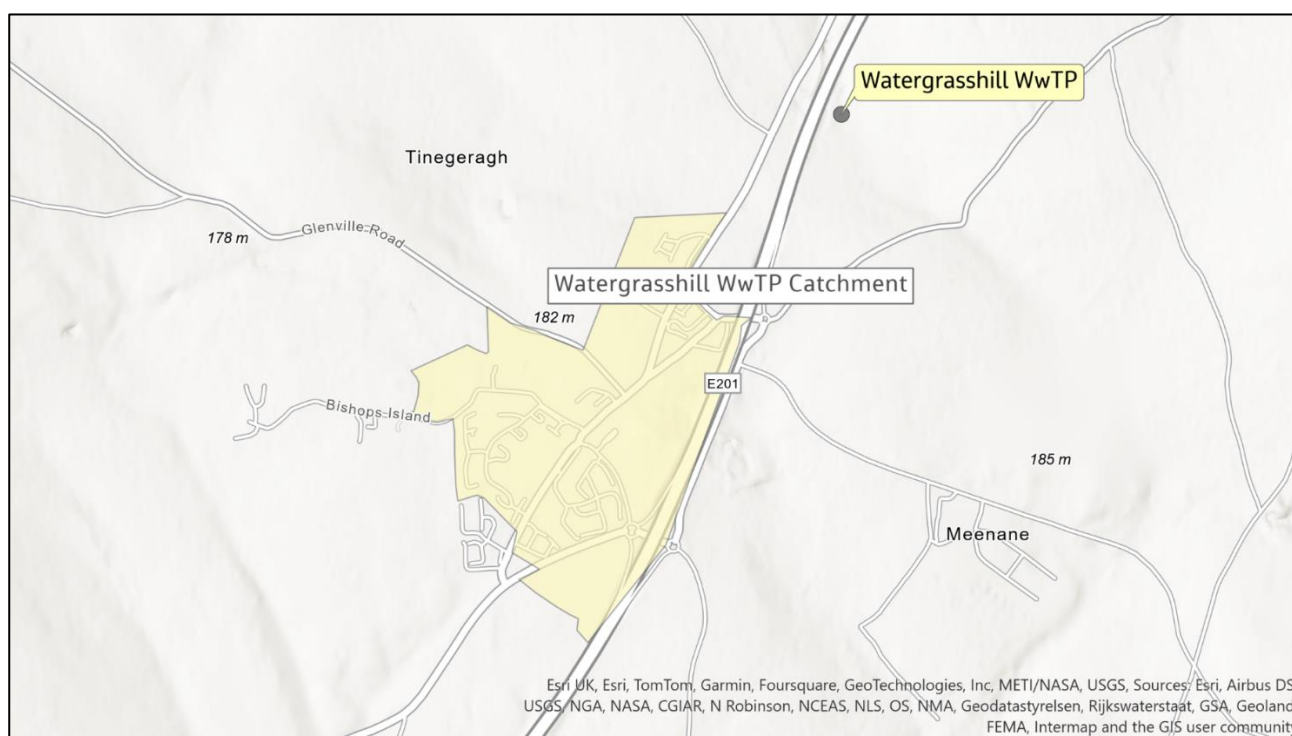 Watergrasshill WwTP
Tinegeragh
Glenville Road
178 m
Watergrasshill WwTP Catchment
182 m
E201
Bishops Island
185 m
Meenane
Esri UK, Esri, TomTom, Garmin, Foursquare, GeoTechnologies, Inc, METI/NASA, USGS, Sources: Esri, Airbus DS,
USGS, NGA, NASA, CGIAR, N Robinson, NCEAS, NLS, OS, NMA, Geodatastyrelsen, Rijkswaterstaat, GSA, Geoland,
FEMA, Intermap and the GIS user community